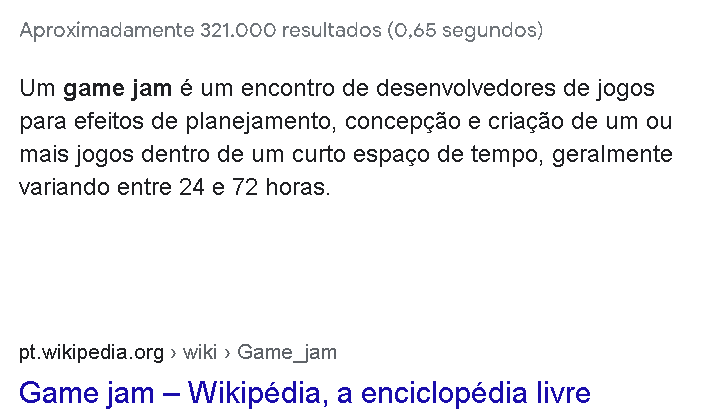 Aproximadamente 321.000 resultados (0,65 segundos)
Um game jam é um encontro de desenvolvedores de jogos
para efeitos de planejamento, concepção e criação de um ou
mais jogos dentro de um curto espaço de tempo, geralmente
variando entre 24 e 72 horas.
pt.wikipedia.org › wiki › Game_jam
Game jam – Wikipédia, a enciclopédia livre